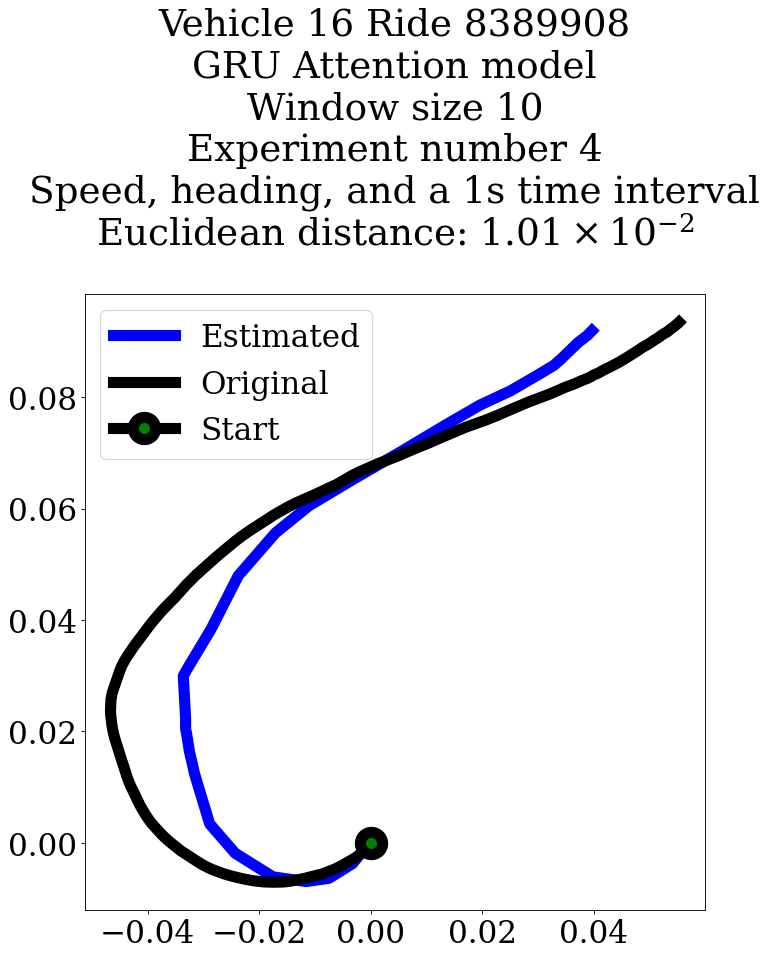 Vehicle 16 Ride 8389908
GRU Attention model
Window size 10
Experiment number 4
Speed, heading, and a 1s time interval
Euclidean distance: 1.01 × 10⁻²
Estimated
Original
Start
0.08
0.06
0.04
0.02
0.00
−0.04 −0.02 0.00 0.02 0.04